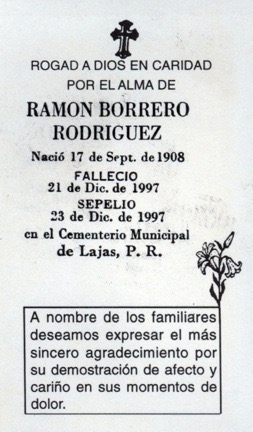 ROGAD A DIOS EN CARIDAD
POR EL ALMA DE
RAMON BORRERO
RODRIGUEZ
Nació 17 de Sept. de 1908
FALLECIO
21 de Dic. de 1997
SEPELIO
23 de Dic. de 1997
en el Cementerio Municipal
de Lajas, P. R.
A nombre de los familiares
deseamos expresar el más
sincero agradecimiento por
su demostración de afecto y
cariño en sus momentos de
dolor.